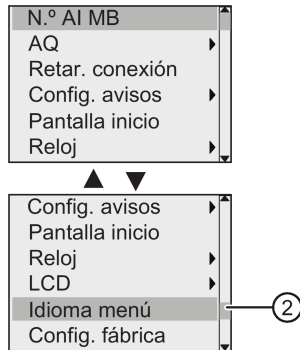 N.º AI MB
AQ
Retar. conexión
Config. avisos
Pantalla inicio
Reloj
Config. avisos
Pantalla inicio
Reloj
LCD
Idioma menú
2
Config. fábrica